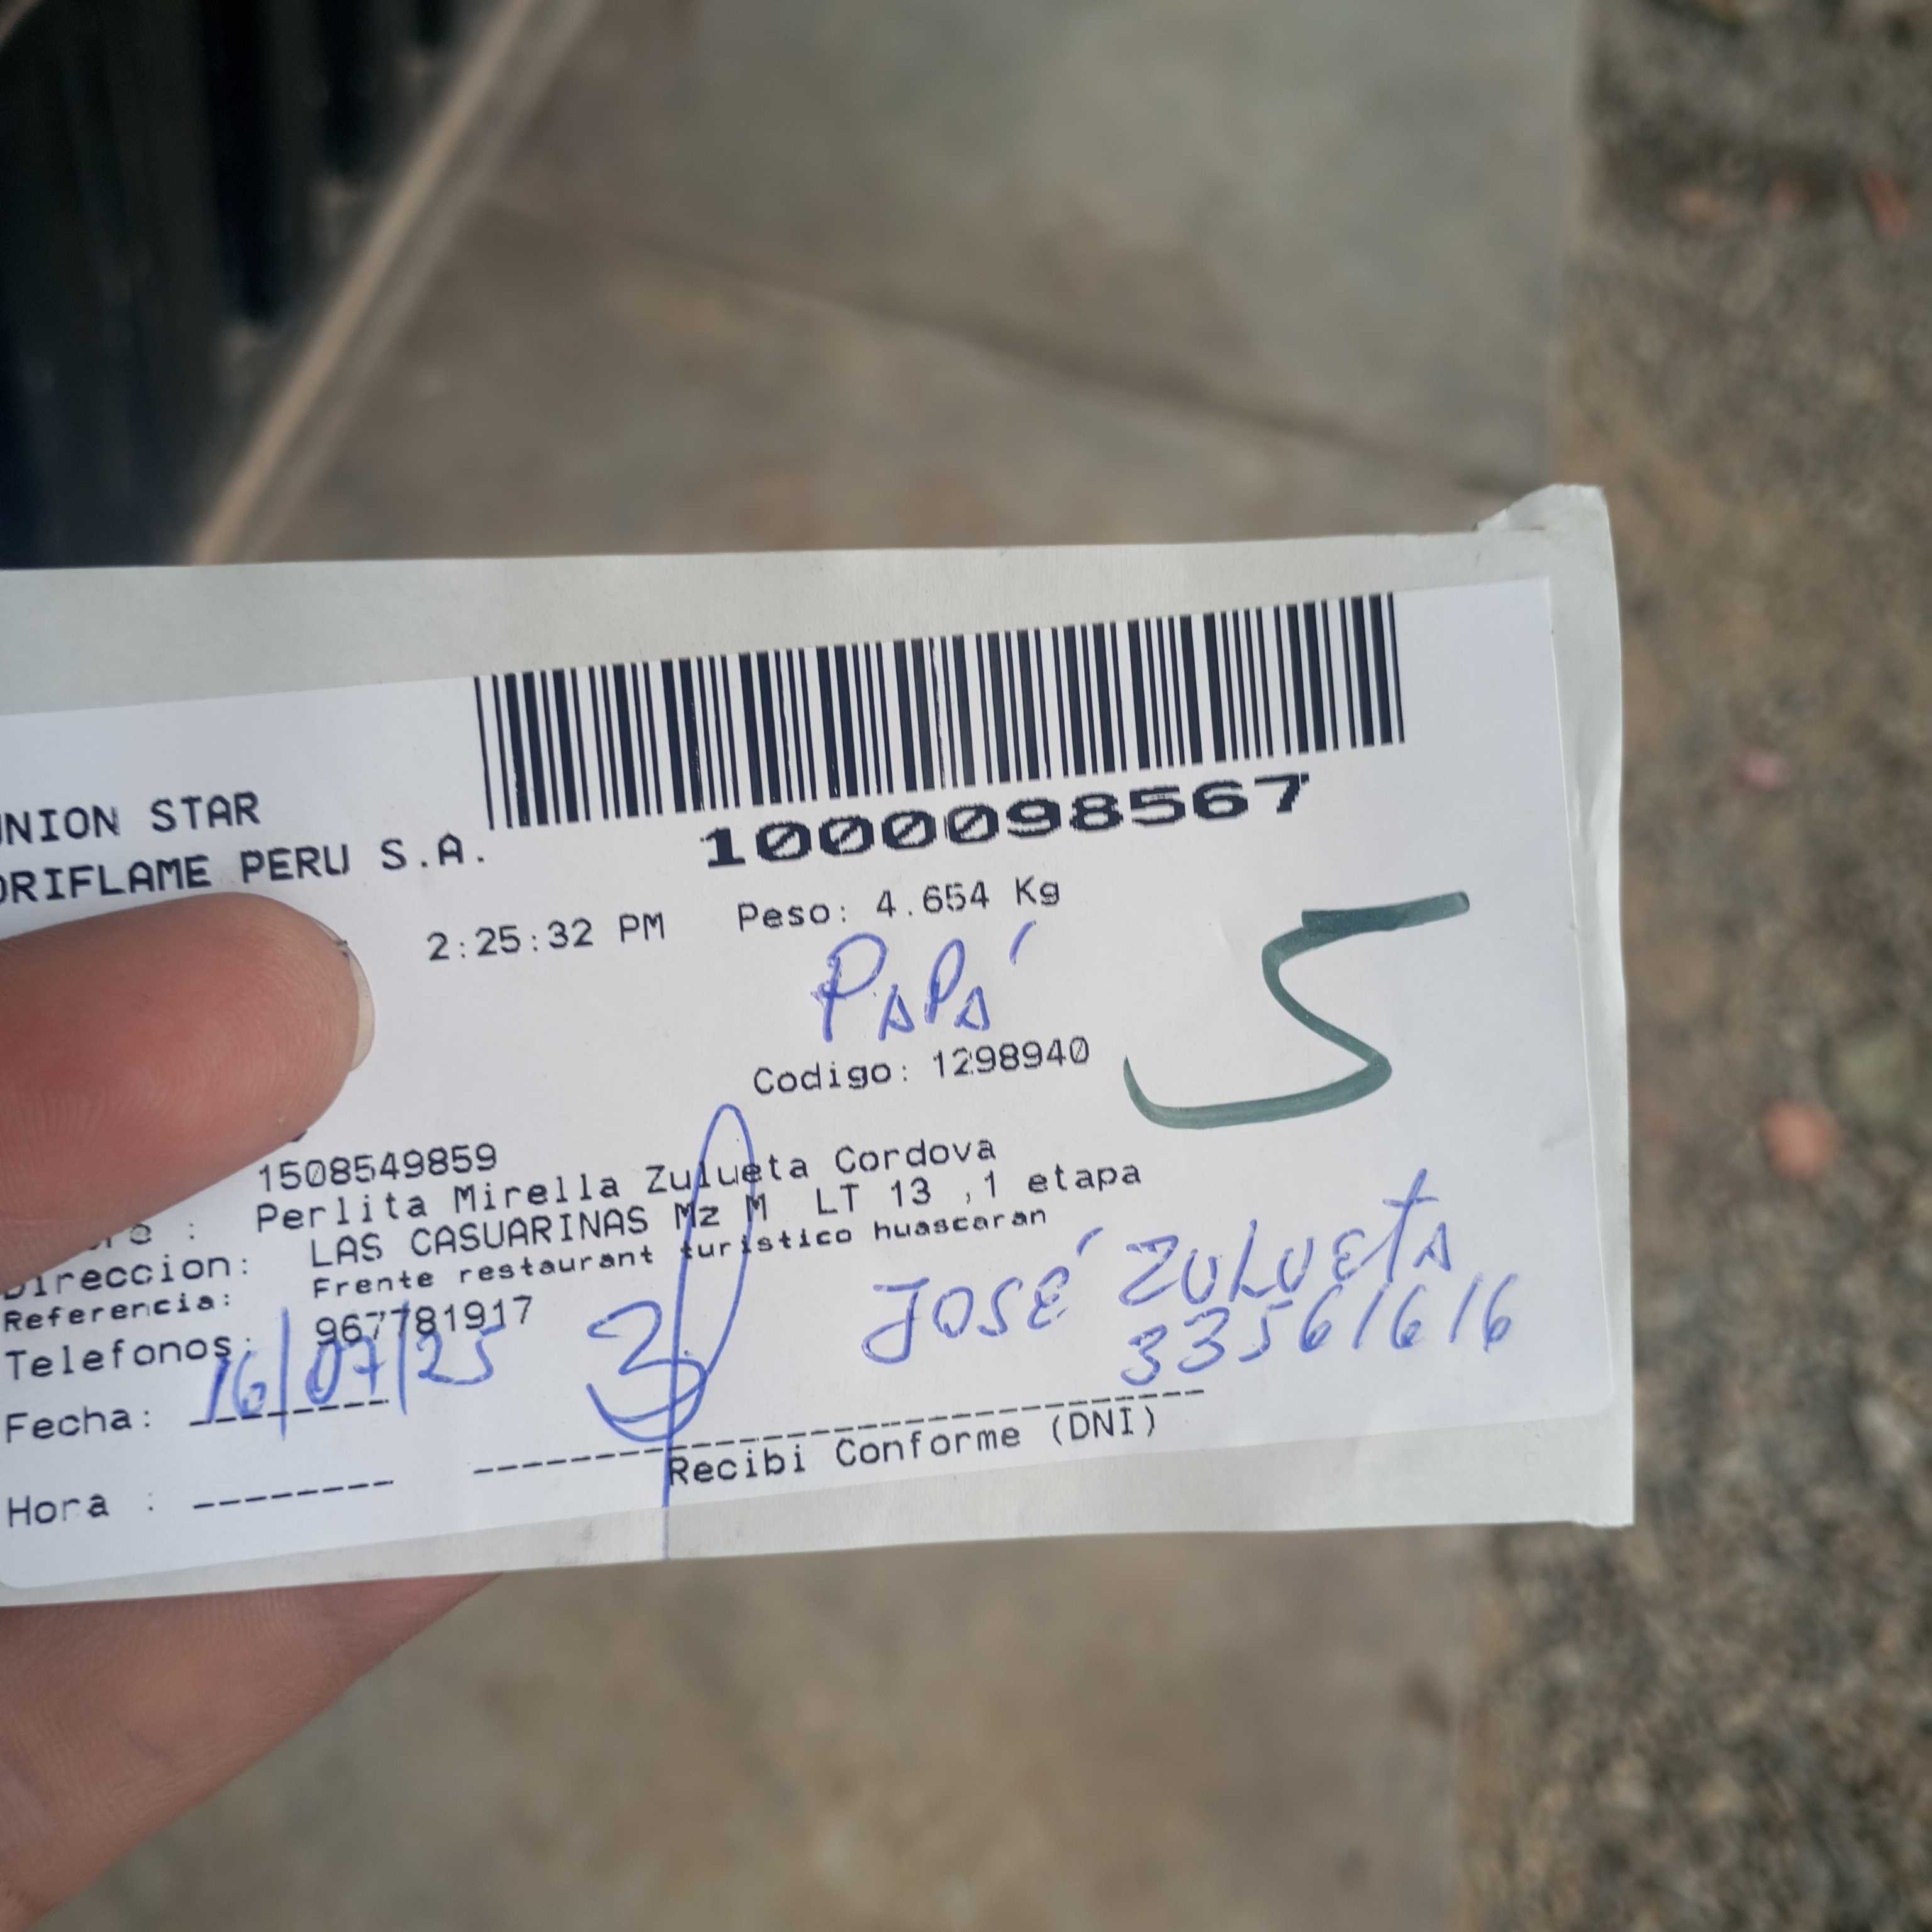 UNION STAR
ORIFLAME PERU S.A.
1000098567
2:25:32 PM Peso: 4.654 Kg
PAPÁ
5
Codigo: 1298940
1508549859
Perlita Mirella Zulueta Cordova
Direccion: LAS CASUARINAS Mz M LT 13 ,1 etapa
Referencia: Frente restaurant turistico huascaran
Telefonos: 967781917
JOSÉ ZULUETA
33561616
Fecha: 16/07/25
Hora :
Recibi Conforme (DNI)